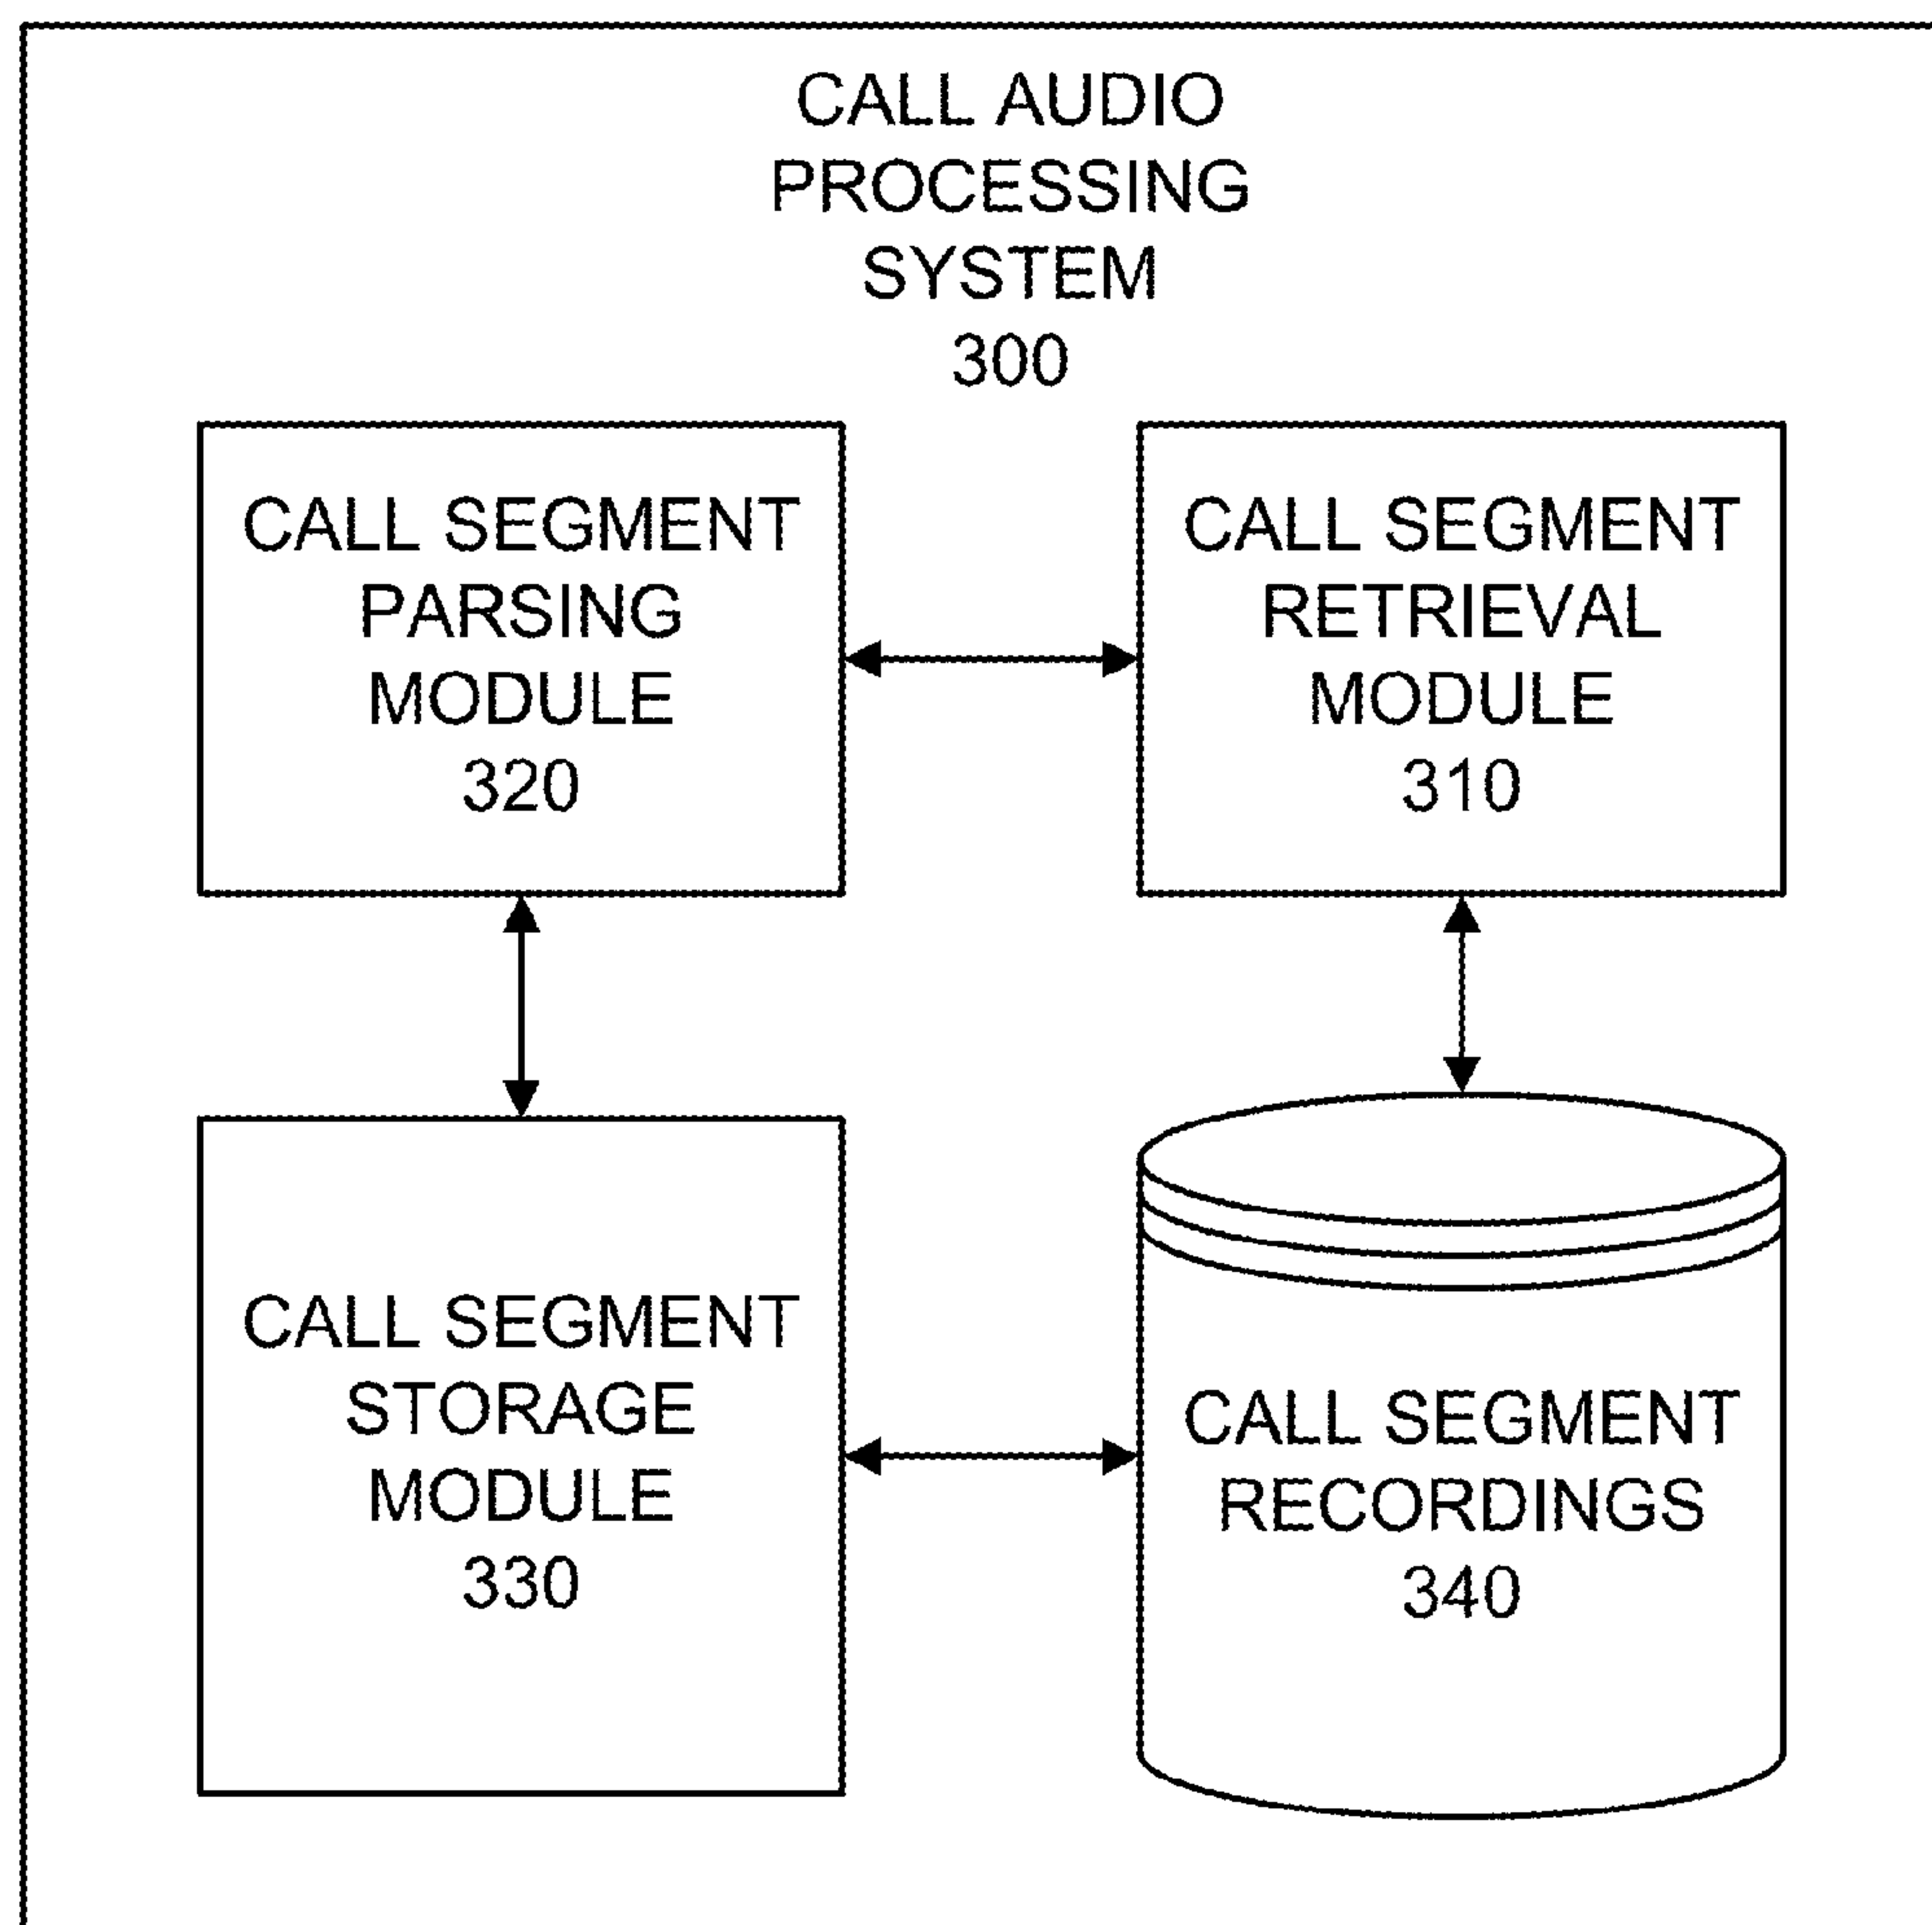 CALL AUDIO
PROCESSING
SYSTEM
300
CALL SEGMENT
PARSING
MODULE
320
CALL SEGMENT
RETRIEVAL
MODULE
310
CALL SEGMENT
STORAGE
MODULE
330
CALL SEGMENT
RECORDINGS
340